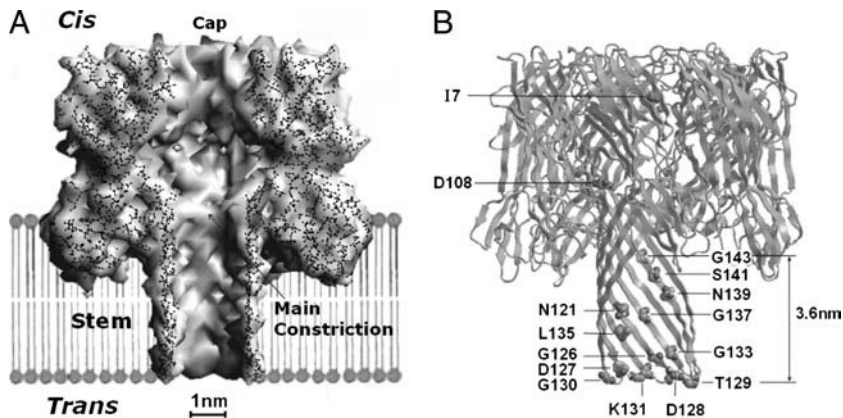 A
Cis
Cap
Main
Constriction
Stem
Trans
1nm
B
I7
D108
G143
S141
N139
N121
G137
3.6nm
L135
G126
G133
D127
G130
T129
K131
D128